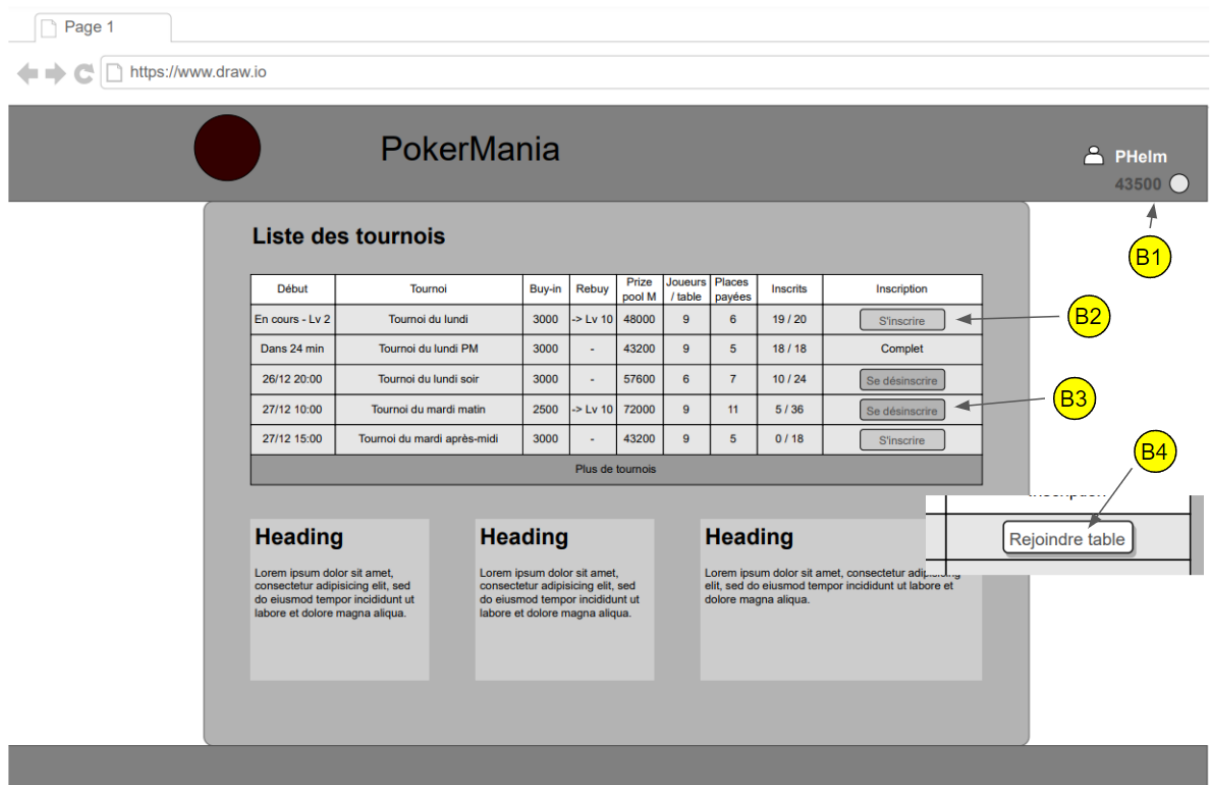 Page 1
https://www.draw.io
PokerMania
PHelm
43500
B1
Liste des tournois
Début Tournoi Buy-in Rebuy Prize pool M Joueurs / table Places payées Inscrits Inscription
En cours - Lv 2 Tournoi du lundi 3000 -> Lv 10 48000 9 6 19 / 20 S'inscrire
B2
Dans 24 min Tournoi du lundi PM 3000 - 43200 9 5 18 / 18 Complet
26/12 20:00 Tournoi du lundi soir 3000 - 57600 6 7 10 / 24 Se désinscrire
27/12 10:00 Tournoi du mardi matin 2500 -> Lv 10 72000 9 11 5 / 36 Se désinscrire
B3
27/12 15:00 Tournoi du mardi après-midi 3000 - 43200 9 5 0 / 18 S'inscrire
B4
Plus de tournois
Rejoindre table
Heading
Lorem ipsum dolor sit amet,
consectetur adipisicing elit, sed
do eiusmod tempor incididunt ut
labore et dolore magna aliqua.
Heading
Lorem ipsum dolor sit amet,
consectetur adipisicing elit, sed
do eiusmod tempor incididunt ut
labore et dolore magna aliqua.
Heading
Lorem ipsum dolor sit amet, consectetur adipisicing
elit, sed do eiusmod tempor incididunt ut labore et
dolore magna aliqua.